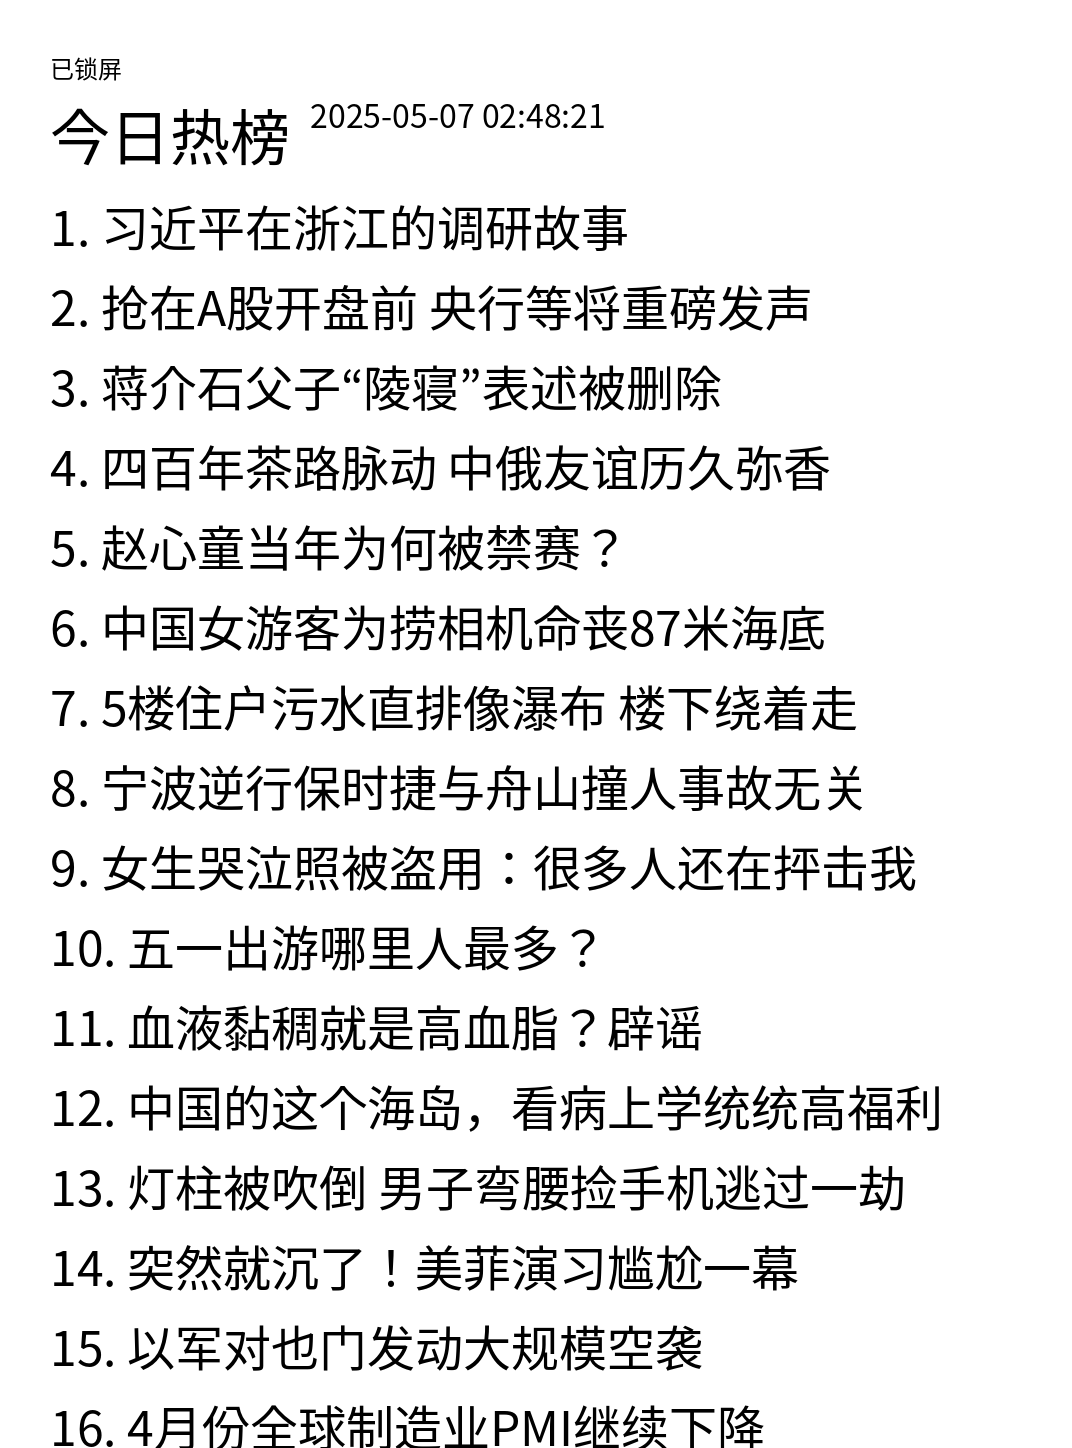 已锁屏
今日热榜 2025-05-07 02:48:21
1. 习近平在浙江的调研故事
2. 抢在A股开盘前 央行等将重磅发声
3. 蒋介石父子“陵寝”表述被删除
4. 四百年茶路脉动 中俄友谊历久弥香
5. 赵心童当年为何被禁赛？
6. 中国女游客为捞相机命丧87米海底
7. 5楼住户污水直排像瀑布 楼下绕着走
8. 宁波逆行保时捷与舟山撞人事故无关
9. 女生哭泣照被盗用：很多人还在抨击我
10. 五一出游哪里人最多？
11. 血液黏稠就是高血脂？辟谣
12. 中国的这个海岛，看病上学统统高福利
13. 灯柱被吹倒 男子弯腰捡手机逃过一劫
14. 突然就沉了！美菲演习尴尬一幕
15. 以军对也门发动大规模空袭
16. 4月份全球制造业PMI继续下降